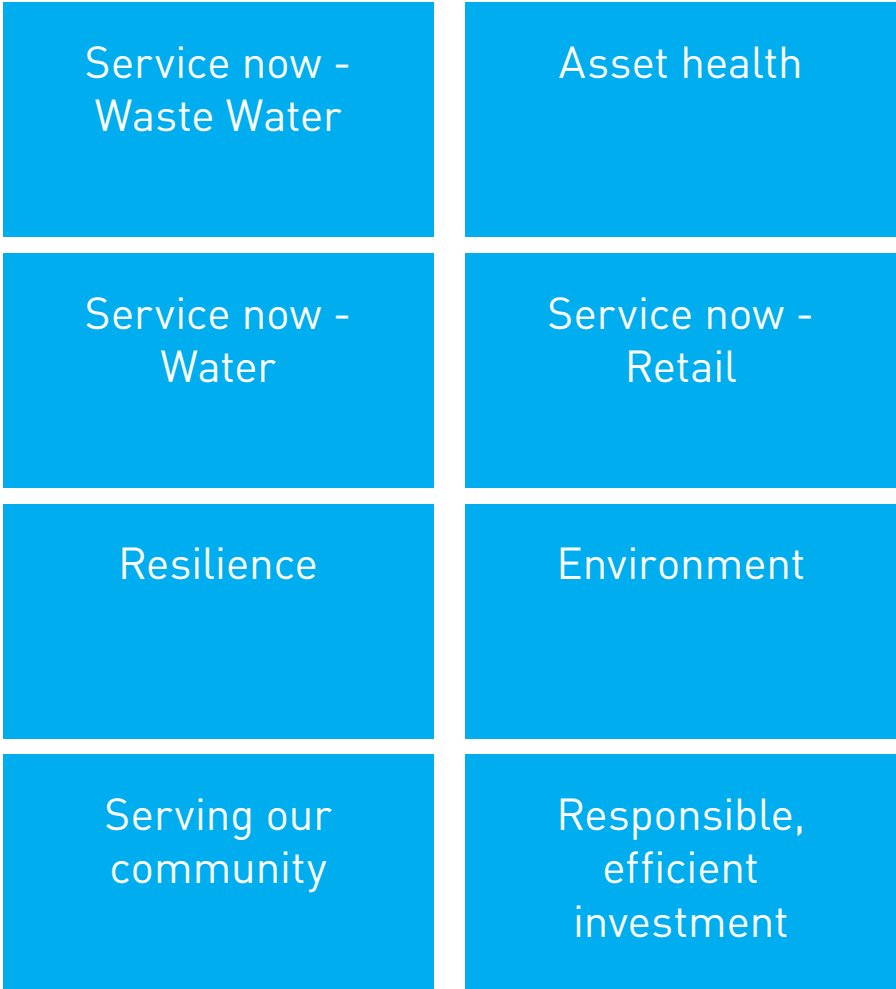 Service now -
Waste Water
Asset health
Service now -
Water
Service now -
Retail
Resilience
Environment
Serving our
community
Responsible,
efficient
investment